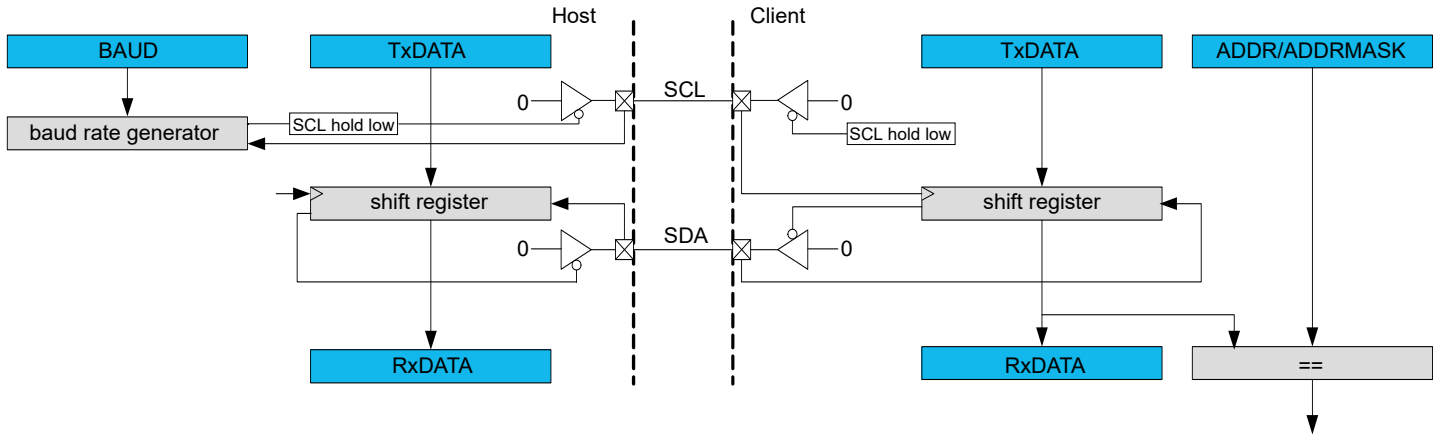 Host
Client
BAUD
TxDATA
TxDATA
ADDR/ADDRMASK
SCL
0
0
baud rate generator
SCL hold low
SCL hold low
shift register
shift register
SDA
0
0
RxDATA
RxDATA
==